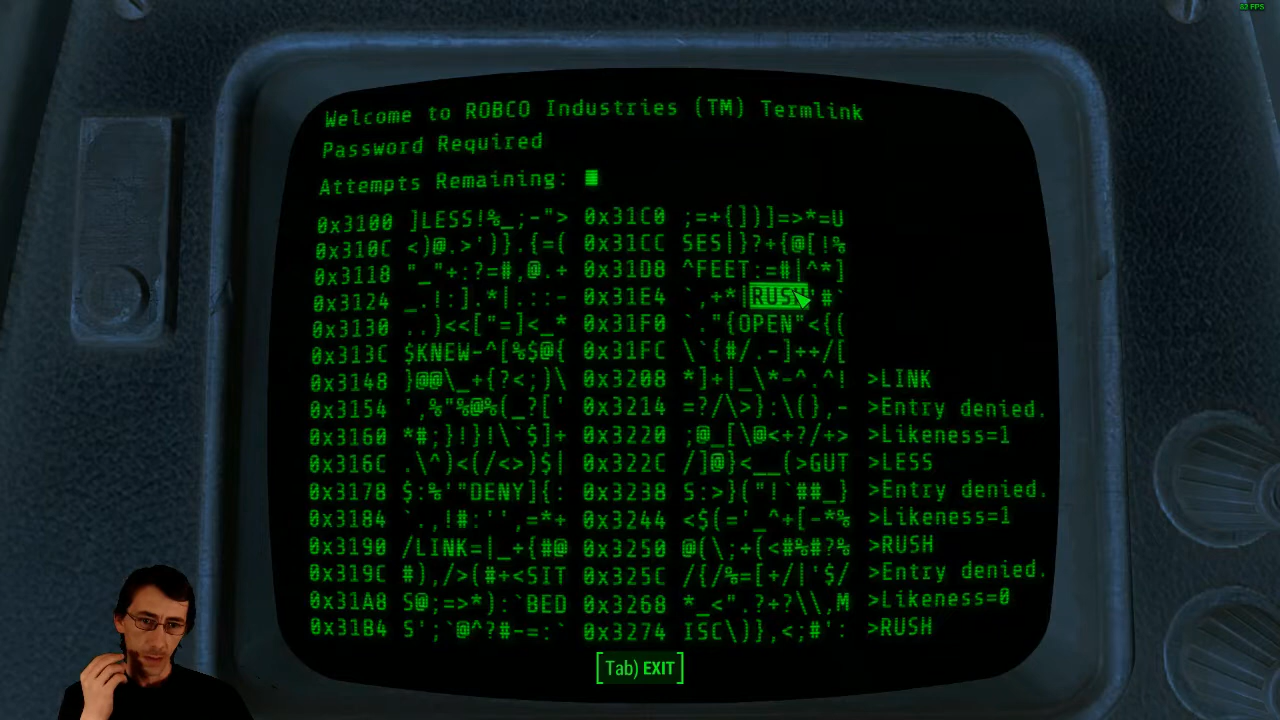 82 FPS
Welcome to ROBCO Industries (TM) Termlink
Password Required
Attempts Remaining: ■
0x3100 ]LESS!%_;-"> 0x31C0 ;=+{])]=>*=U
0x310C <)@.>')}.{=( 0x31CC SES|}?+{@[!%
0x3118 "_"+:?=#,@.+ 0x31D8 ^FEET:=#|^*]
0x3124 _.!:].*|.::- 0x31E4 `,+*|RUSH'#`
0x3130 ..)<<["=]<_* 0x31F0 `."{OPEN"<{(
0x313C $KNEW-^[%$@{ 0x31FC \`{#/.-]++/[
0x3148 }@@\_+{?<;)\ 0x3208 *]+|_\*-^.^! >LINK
0x3154 ',%"%@%(_?[' 0x3214 =?/\>}:\(),- >Entry denied.
0x3160 *#;}!}!\`$]+ 0x3220 ;@_[\@<+?/+> >Likeness=1
0x316C .\^)<(/<>)$| 0x322C /]@}<__(>GUT >LESS
0x3178 $:%'"DENY]{: 0x3238 S:>}("!`##_} >Entry denied.
0x3184 `.,!#:'',=*+ 0x3244 <$(='_^+[-*% >Likeness=1
0x3190 /LINK=|_+{#@ 0x3250 @(\;+(<#%#?% >RUSH
0x319C #),/>(#+<SIT 0x325C /{/%=[+/|'$/ >Entry denied.
0x31A8 S@;=>*):`BED 0x3268 *_<".?+?\\,M >Likeness=0
0x31B4 S';`@^?#-=:` 0x3274 ISC\)},<;#': >RUSH
[Tab) EXIT]